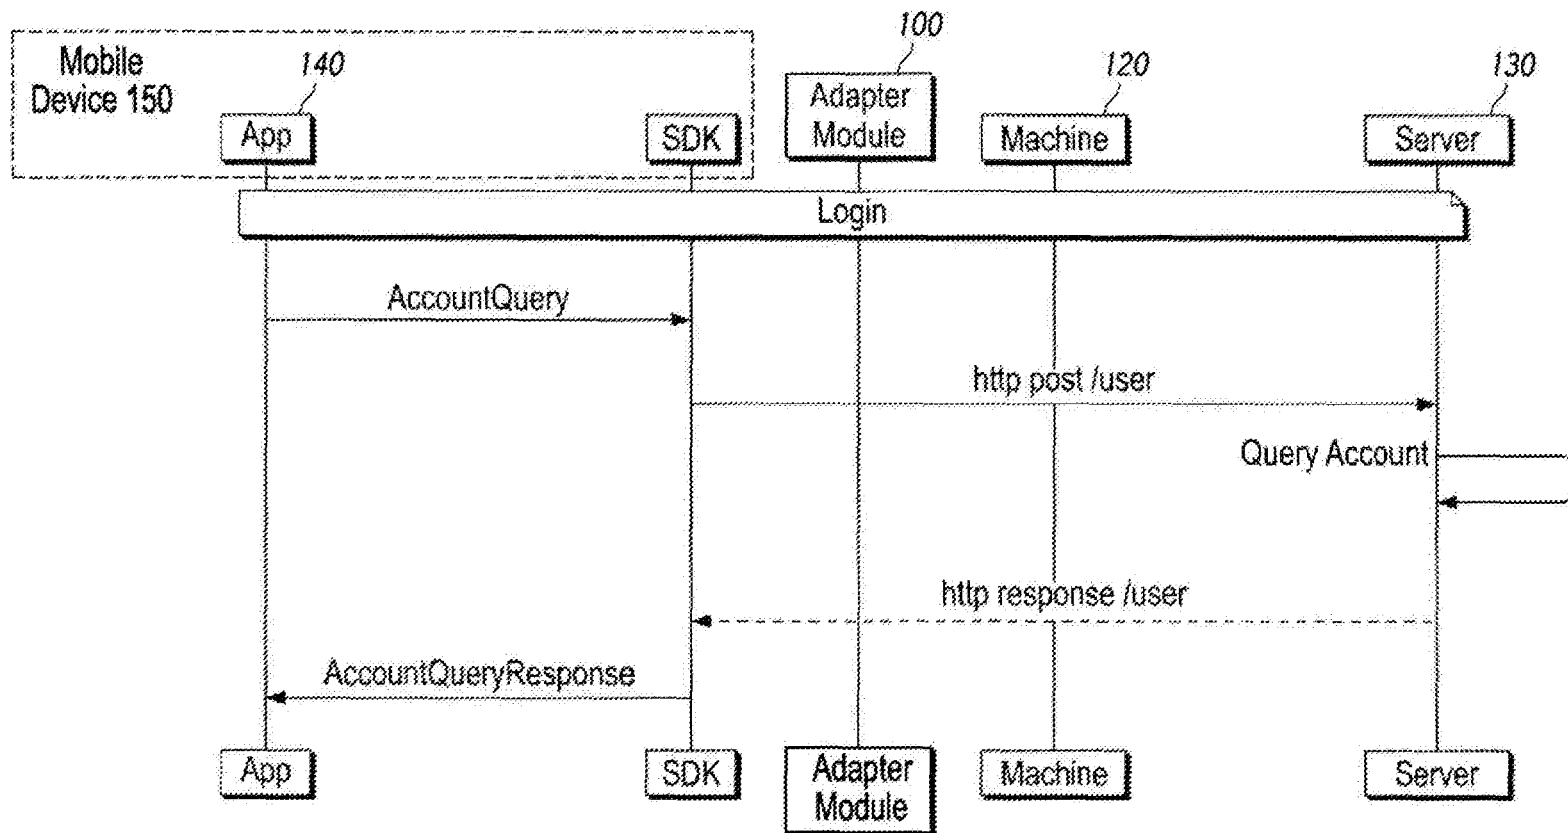 100
140
120
130
Mobile
Device 150
Adapter
Module
App
SDK
Machine
Server
Login
AccountQuery
http post /user
Query Account
http response /user
AccountQueryResponse
App
SDK
Adapter
Module
Machine
Server